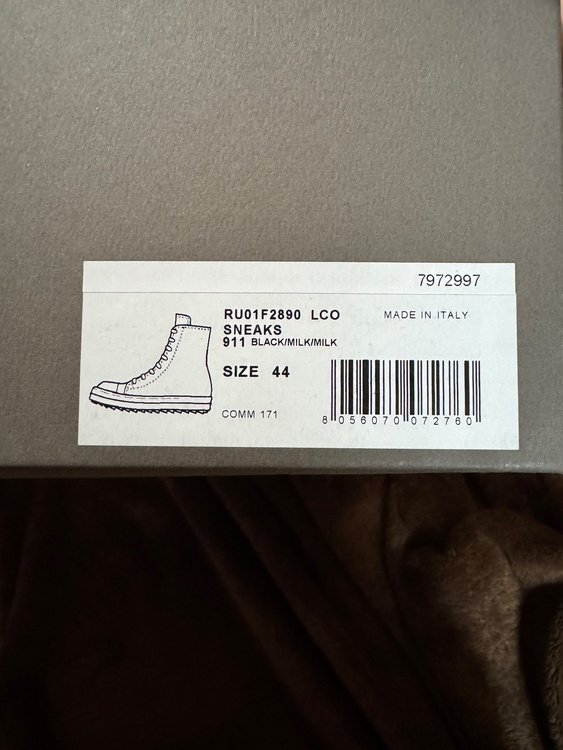 7972997
RU01F2890 LCO MADE IN ITALY
SNEAKS
911 BLACK/MILK/MILK
SIZE 44
COMM 171
8 056070 072760